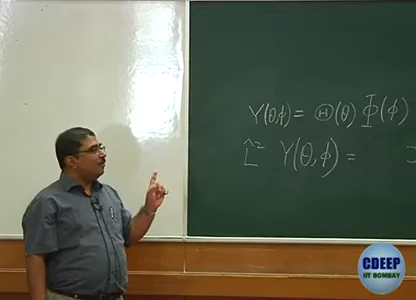 Y(θ,ϕ) = Ⓗ(θ) Φ(ϕ)
L̂² Y(θ,ϕ) =
CDEEP
IIT BOMBAY